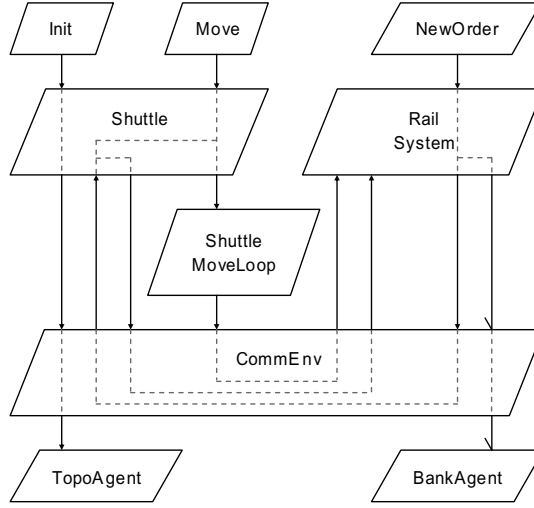 Init
Move
NewOrder
Shuttle
Rail
System
Shuttle
MoveLoop
CommEnv
TopoAgent
BankAgent